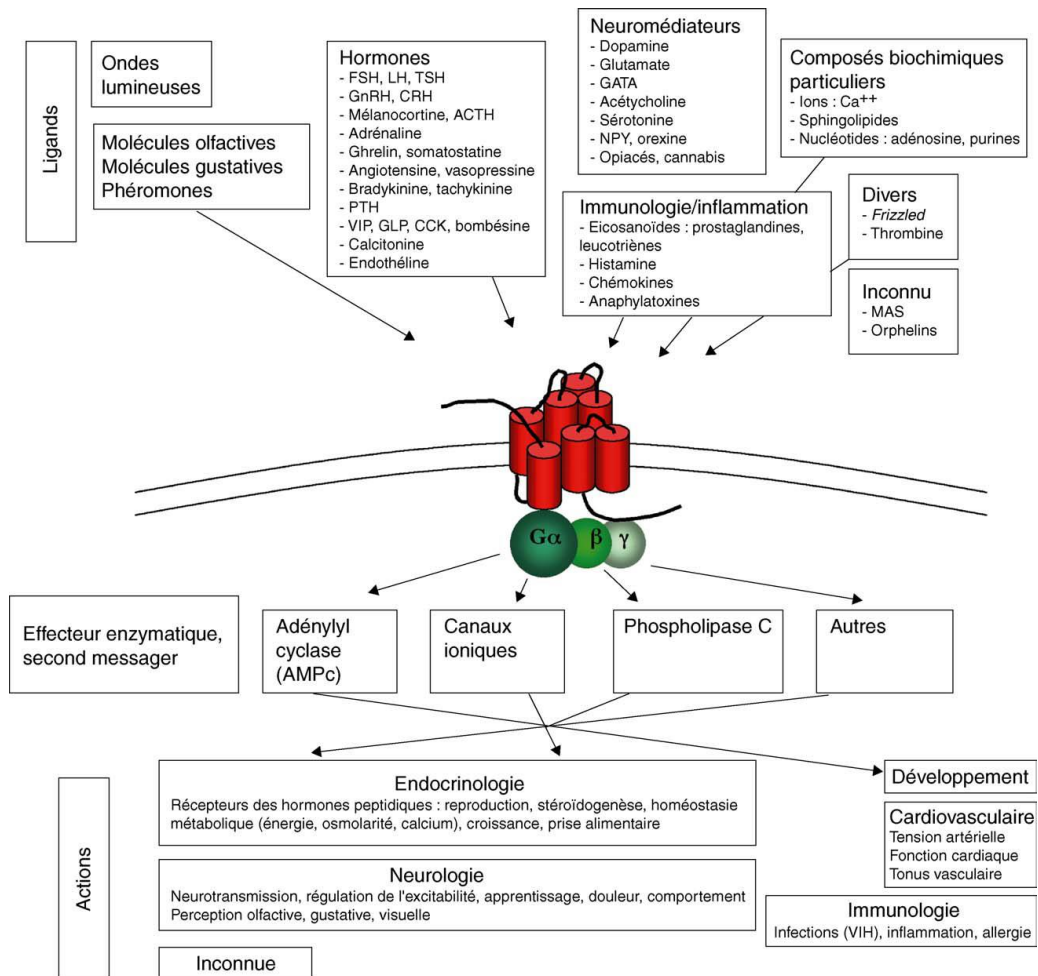 Ligands
Ondes
lumineuses
Molécules olfactives
Molécules gustatives
Phéromones
Hormones
- FSH, LH, TSH
- GnRH, CRH
- Mélanocortine, ACTH
- Adrénaline
- Ghrelin, somatostatine
- Angiotensine, vasopressine
- Bradykinine, tachykinine
- PTH
- VIP, GLP, CCK, bombésine
- Calcitonine
- Endothéline
Neuromédiateurs
- Dopamine
- Glutamate
- GATA
- Acétycholine
- Sérotonine
- NPY, orexine
- Opiacés, cannabis
Composés biochimiques
particuliers
- Ions : Ca++
- Sphingolipides
- Nucléotides : adénosine, purines
Immunologie/inflammation
- Eicosanoïdes : prostaglandines,
leucotriènes
- Histamine
- Chémokines
- Anaphylatoxines
Divers
- Frizzled
- Thrombine
Inconnu
- MAS
- Orphelins
Gα β γ
Effecteur enzymatique,
second messager
Adénylyl
cyclase
(AMPc)
Canaux
ioniques
Phospholipase C
Autres
Actions
Endocrinologie
Récepteurs des hormones peptidiques : reproduction, stéroïdogenèse, homéostasie
métabolique (énergie, osmolarité, calcium), croissance, prise alimentaire
Neurologie
Neurotransmission, régulation de l'excitabilité, apprentissage, douleur, comportement
Perception olfactive, gustative, visuelle
Inconnue
Développement
Cardiovasculaire
Tension artérielle
Fonction cardiaque
Tonus vasculaire
Immunologie
Infections (VIH), inflammation, allergie